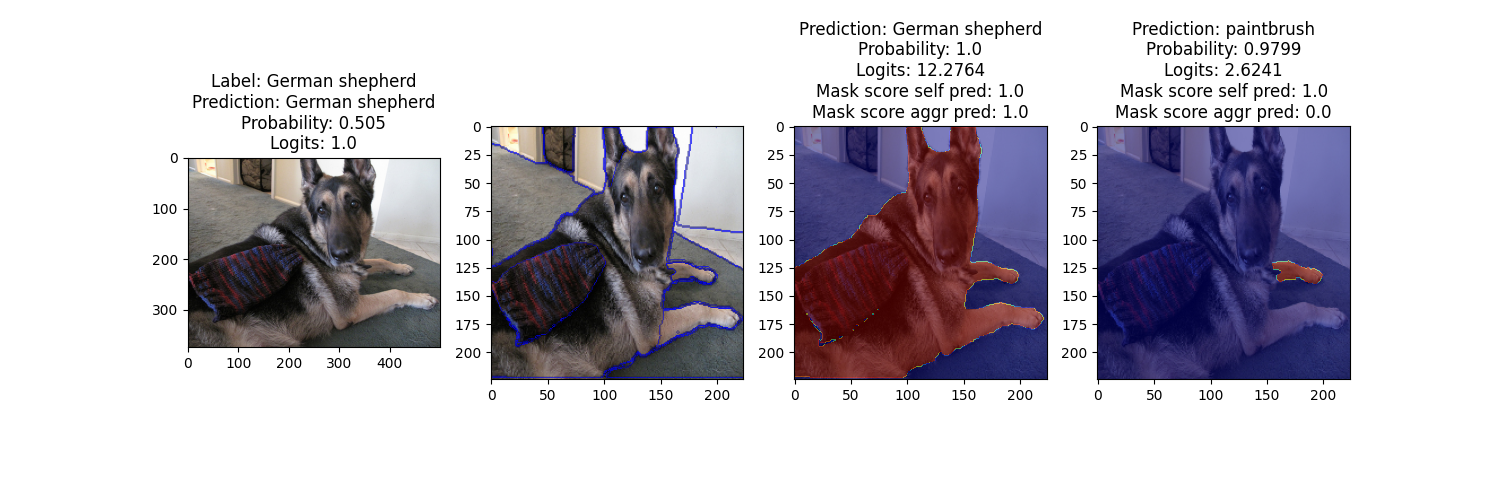 Label: German shepherd
Prediction: German shepherd
Probability: 0.505
Logits: 1.0
0
100
200
300
0 100 200 300 400
0
25
50
75
100
125
150
175
200
0 50 100 150 200
Prediction: German shepherd
Probability: 1.0
Logits: 12.2764
Mask score self pred: 1.0
Mask score aggr pred: 1.0
0
25
50
75
100
125
150
175
200
0 50 100 150 200
Prediction: paintbrush
Probability: 0.9799
Logits: 2.6241
Mask score self pred: 1.0
Mask score aggr pred: 0.0
0
25
50
75
100
125
150
175
200
0 50 100 150 200